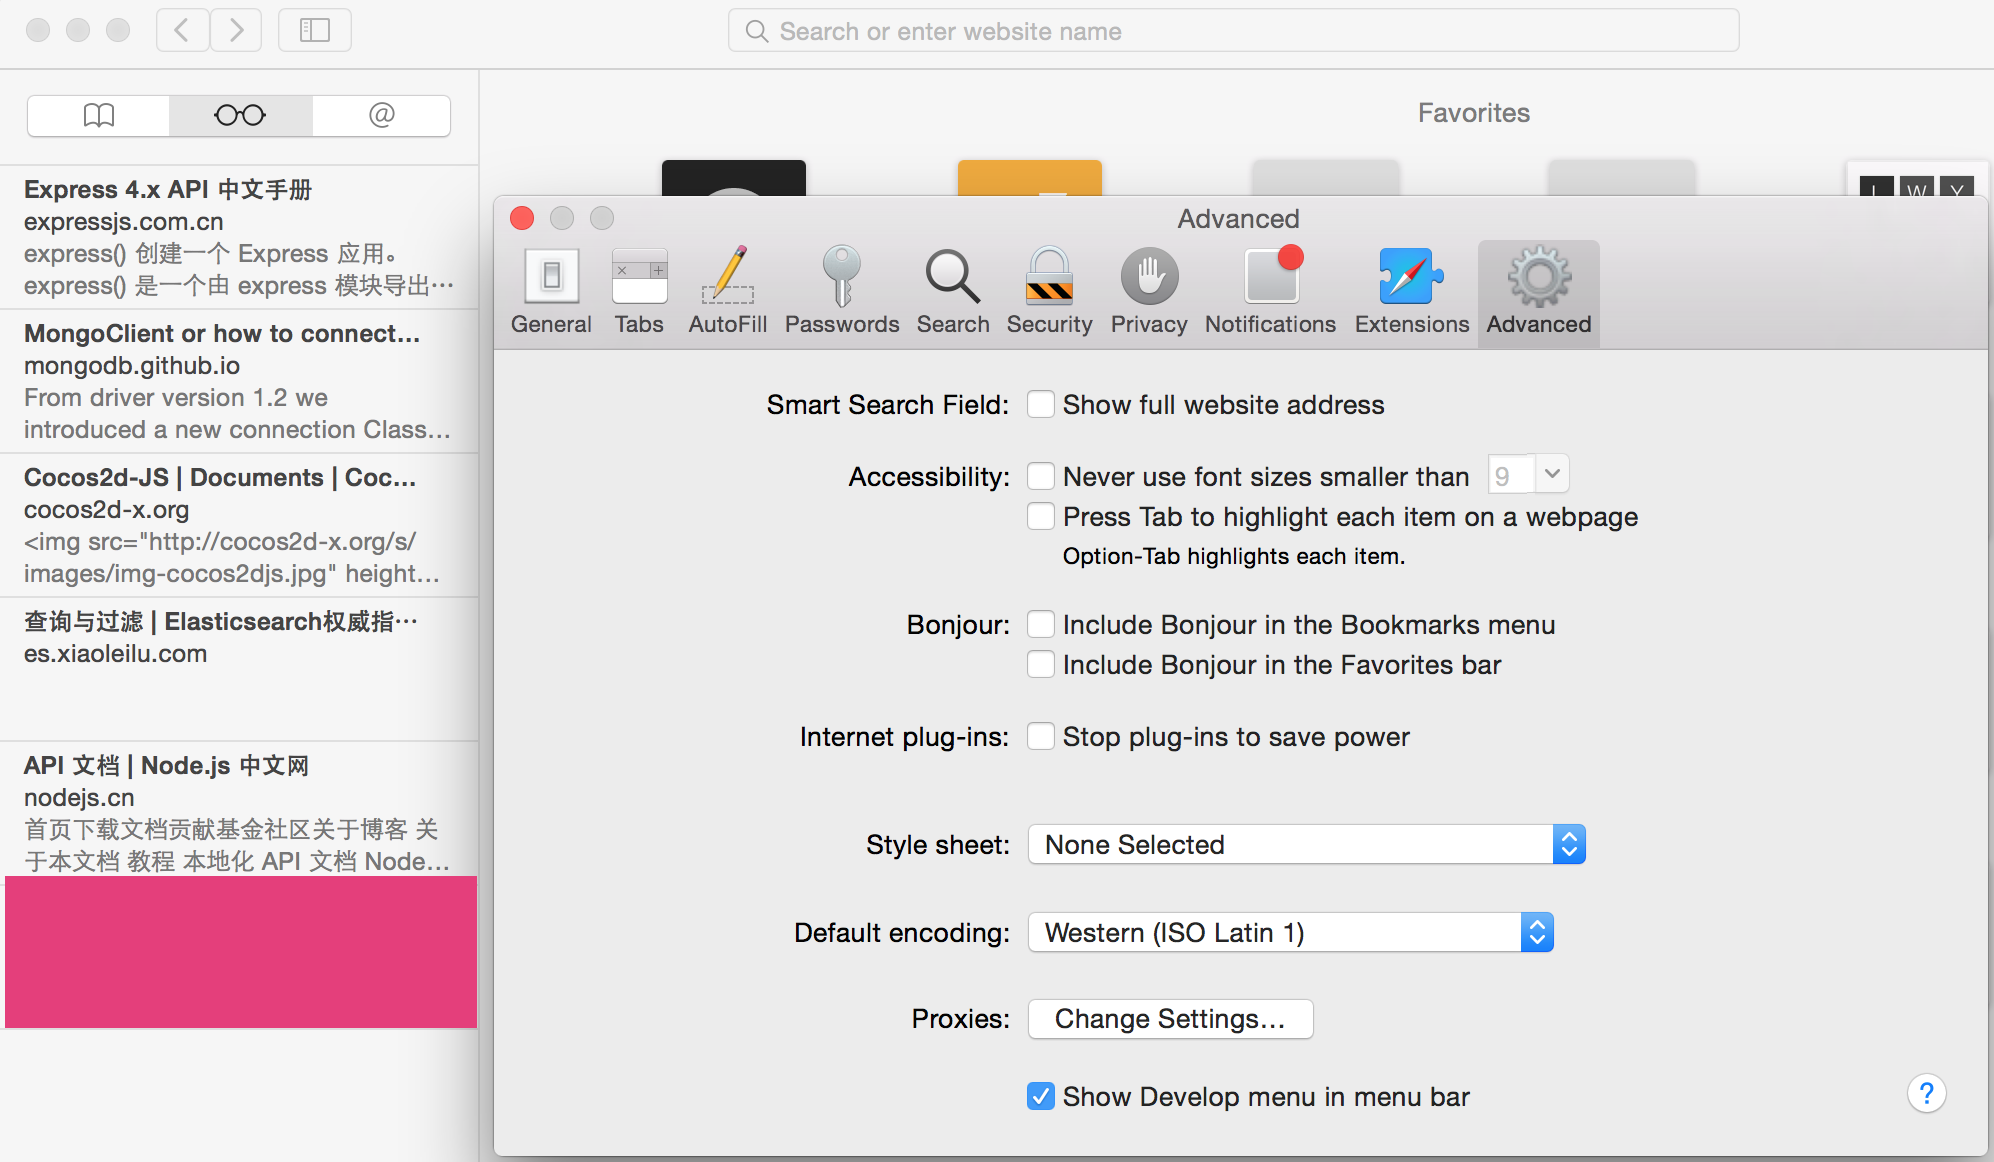 Search or enter website name
@
Favorites
Express 4.x API 中文手册
expressjs.com.cn
express() 创建一个 Express 应用。
express() 是一个由 express 模块导出…
MongoClient or how to connect...
mongodb.github.io
From driver version 1.2 we
introduced a new connection Class...
Cocos2d-JS | Documents | Coc...
cocos2d-x.org
<img src="http://cocos2d-x.org/s/
images/img-cocos2djs.jpg" height...
查询与过滤 | Elasticsearch权威指…
es.xiaoleilu.com
API 文档 | Node.js 中文网
nodejs.cn
首页下载文档贡献基金社区关于博客 关
于本文档 教程 本地化 API 文档 Node...
Advanced
General Tabs AutoFill Passwords Search Security Privacy Notifications Extensions Advanced
Smart Search Field: Show full website address
Accessibility: Never use font sizes smaller than 9
Press Tab to highlight each item on a webpage
Option-Tab highlights each item.
Bonjour: Include Bonjour in the Bookmarks menu
Include Bonjour in the Favorites bar
Internet plug-ins: Stop plug-ins to save power
Style sheet: None Selected
Default encoding: Western (ISO Latin 1)
Proxies: Change Settings...
Show Develop menu in menu bar
?